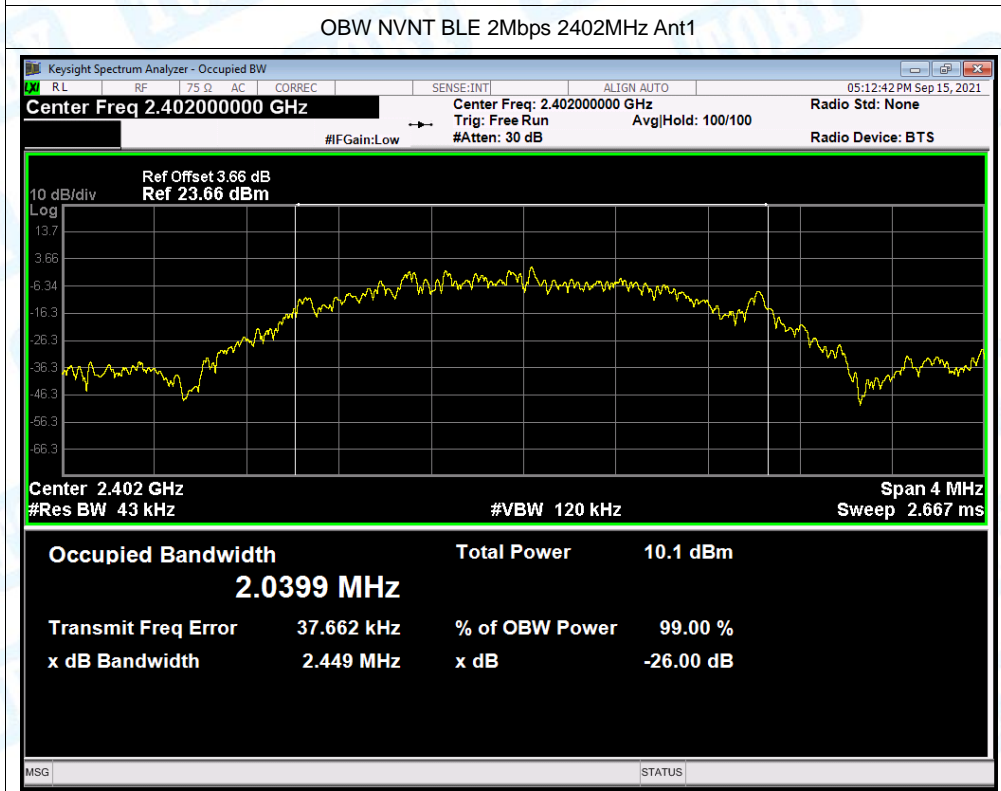 OBW NVNT BLE 2Mbps 2402MHz Ant1
Keysight Spectrum Analyzer - Occupied BW
LXI RL RF 75 Ω AC CORREC SENSE:INT ALIGN AUTO 05:12:42 PM Sep 15, 2021
Center Freq 2.402000000 GHz Center Freq: 2.402000000 GHz Radio Std: None
Trig: Free Run Avg|Hold: 100/100
#IFGain:Low #Atten: 30 dB Radio Device: BTS
Ref Offset 3.66 dB
10 dB/div Ref 23.66 dBm
Log
13.7
3.66
-6.34
-16.3
-26.3
-36.3
-46.3
-56.3
-66.3
Center 2.402 GHz Span 4 MHz
#Res BW 43 kHz #VBW 120 kHz Sweep 2.667 ms
Occupied Bandwidth Total Power 10.1 dBm
2.0399 MHz
Transmit Freq Error 37.662 kHz % of OBW Power 99.00 %
x dB Bandwidth 2.449 MHz x dB -26.00 dB
MSG STATUS